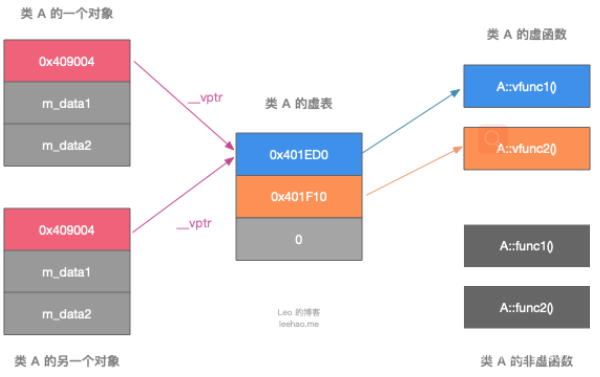 类 A 的一个对象
0x409004
m_data1
m_data2
__vptr
类 A 的虚表
0x401ED0
0x401F10
0
类 A 的虚函数
A::vfunc1()
A::vfunc2()
0x409004
m_data1
m_data2
__vptr
类 A 的另一个对象
A::func1()
A::func2()
类 A 的非虚函数
Leo 的博客
leehao.me